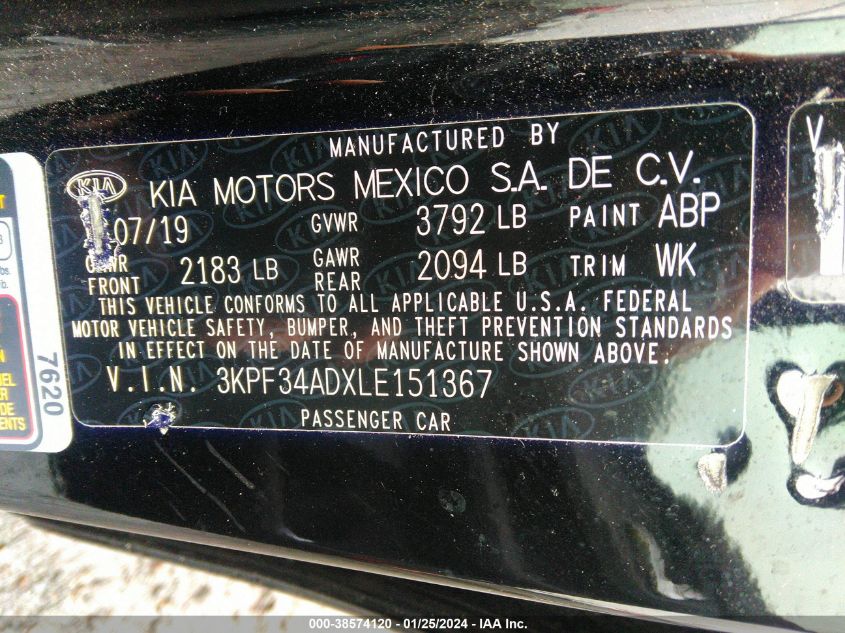 MANUFACTURED BY
KIA KIA MOTORS MEXICO S.A. DE C.V.
07/19 GVWR 3792 LB PAINT ABP
GAWR FRONT 2183 LB GAWR REAR 2094 LB TRIM WK
THIS VEHICLE CONFORMS TO ALL APPLICABLE U.S.A. FEDERAL
MOTOR VEHICLE SAFETY, BUMPER, AND THEFT PREVENTION STANDARDS
IN EFFECT ON THE DATE OF MANUFACTURE SHOWN ABOVE.
V.I.N. 3KPF34ADXLE151367
PASSENGER CAR
7620
V
000-38574120 - 01/25/2024 - IAA Inc.